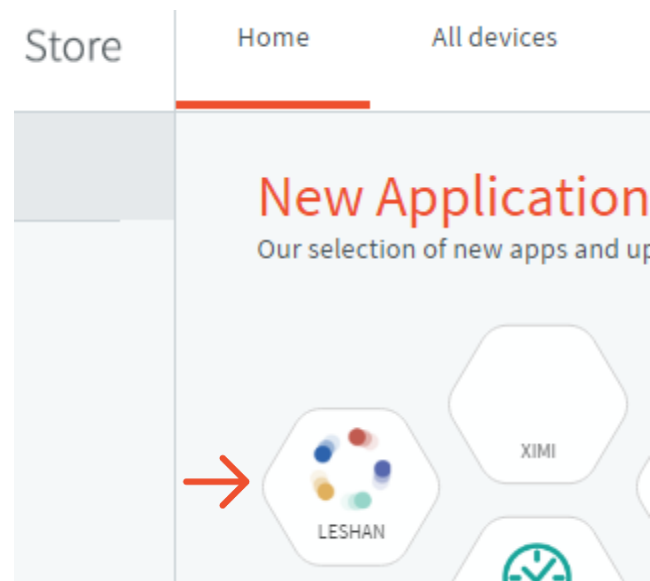 Store
Home
All devices
New Application
Our selection of new apps and up
XIMI
LESHAN